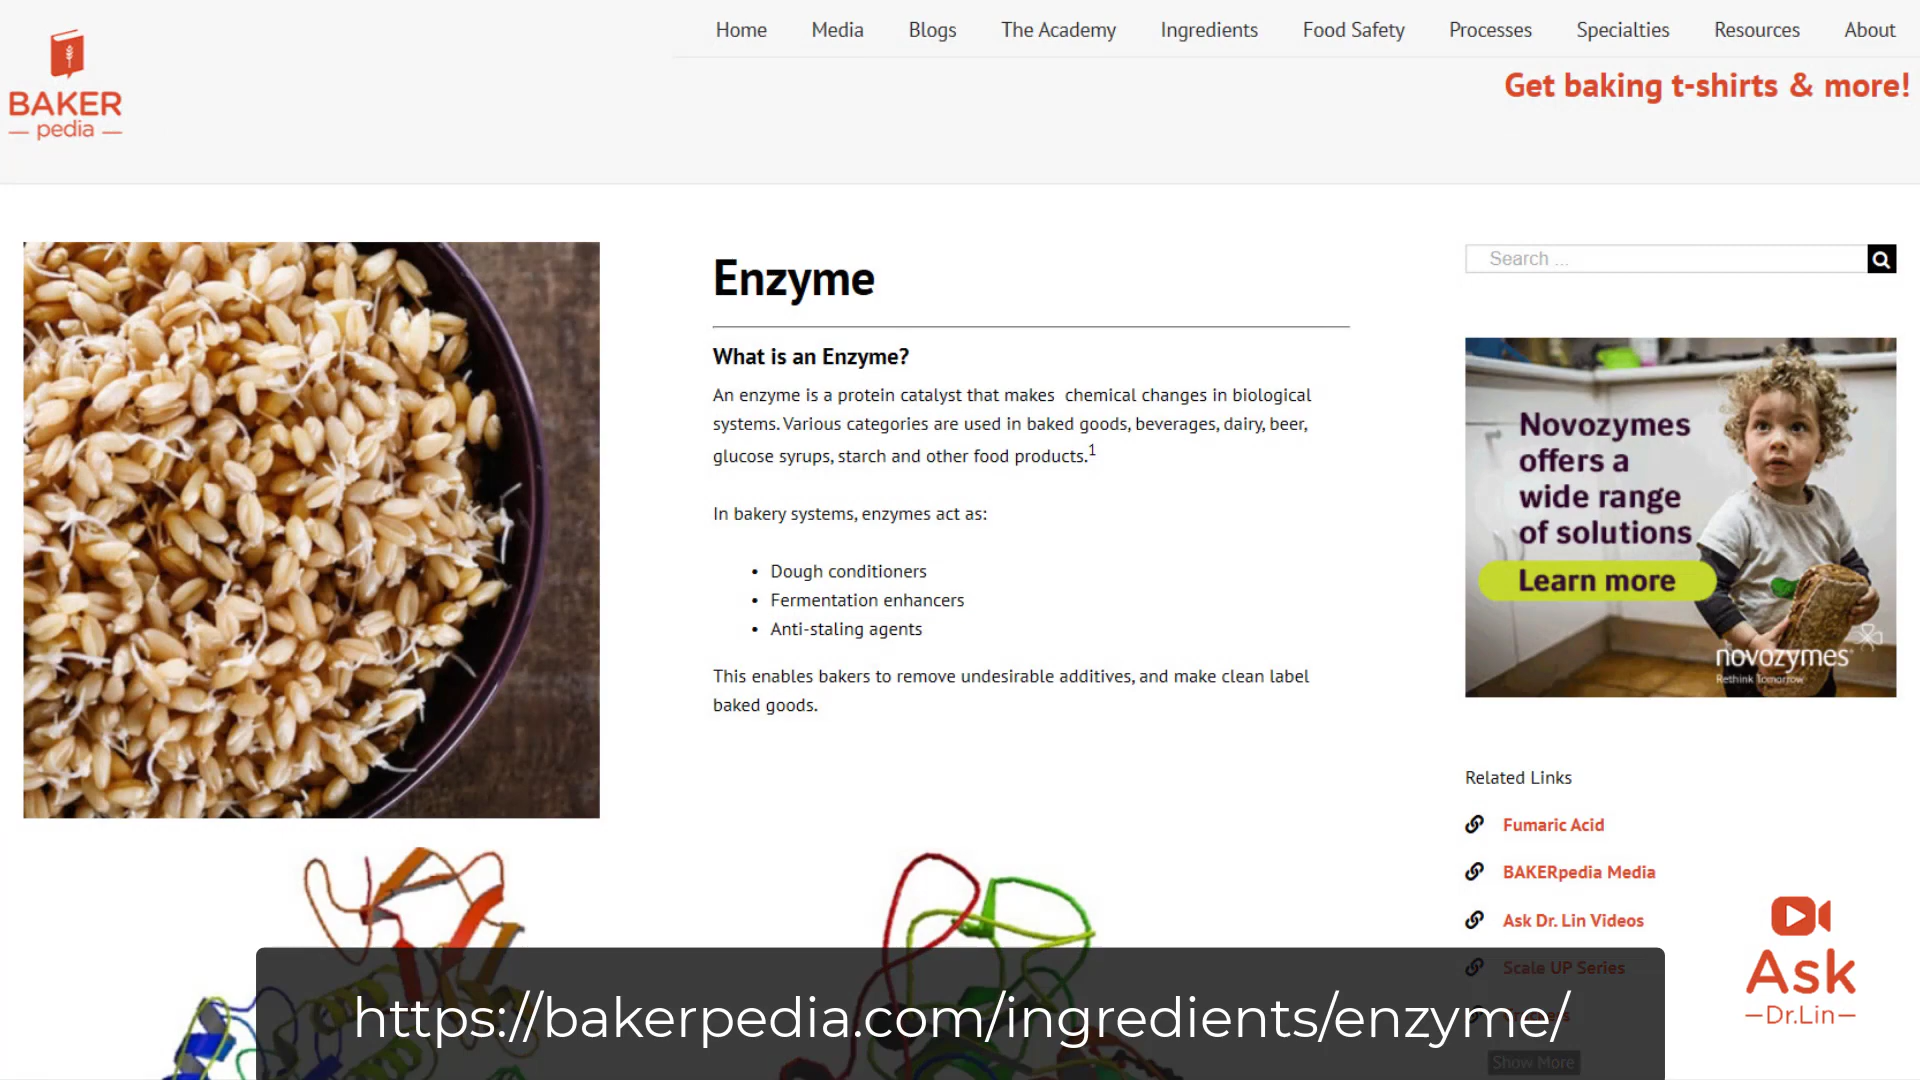 BAKER
pedia
Home Media Blogs The Academy Ingredients Food Safety Processes Specialties Resources About
Get baking t-shirts & more!
Enzyme
What is an Enzyme?
An enzyme is a protein catalyst that makes  chemical changes in biological
systems. Various categories are used in baked goods, beverages, dairy, beer,
glucose syrups, starch and other food products.1
In bakery systems, enzymes act as:
• Dough conditioners
• Fermentation enhancers
• Anti-staling agents
This enables bakers to remove undesirable additives, and make clean label
baked goods.
Search ...
Novozymes
offers a
wide range
of solutions
Learn more
novozymes
Rethink Tomorrow
Related Links
Fumaric Acid
BAKERpedia Media
Ask Dr. Lin Videos
Scale UP Series
Show More
Ask
Dr.Lin
https://bakerpedia.com/ingredients/enzyme/